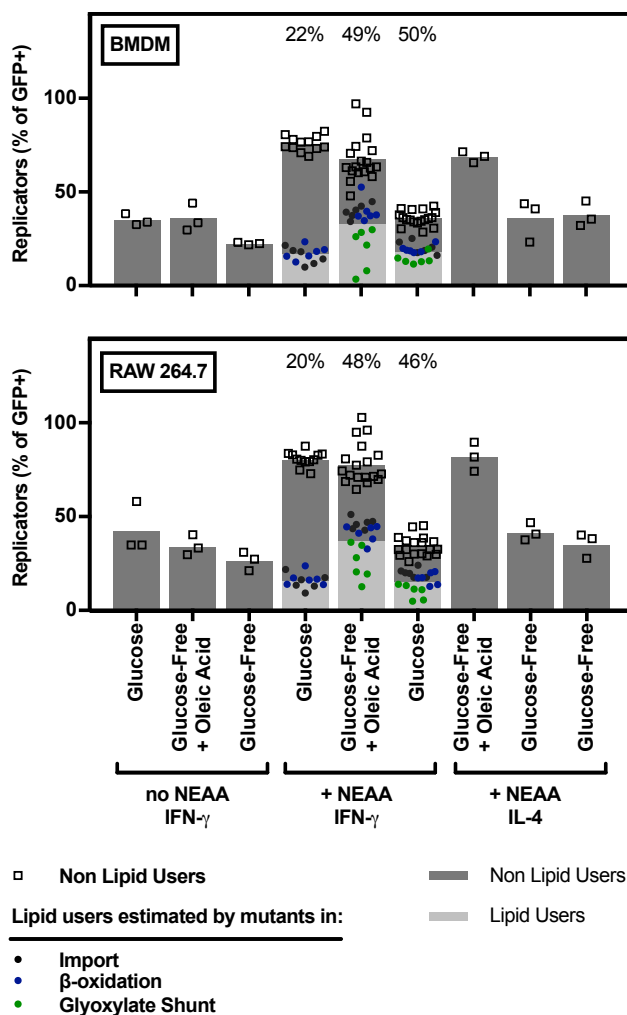 BMDM
22% 49% 50%
Replicators (% of GFP+)
100
50
0
RAW 264.7
20% 48% 46%
Replicators (% of GFP+)
100
50
0
Glucose
Glucose-Free
+ Oleic Acid
Glucose-Free
Glucose
Glucose-Free
+ Oleic Acid
Glucose
Glucose-Free
+ Oleic Acid
Glucose-Free
Glucose-Free
no NEAA
IFN-γ
+ NEAA
IFN-γ
+ NEAA
IL-4
Non Lipid Users
Non Lipid Users
Lipid users estimated by mutants in:
Lipid Users
Import
β-oxidation
Glyoxylate Shunt